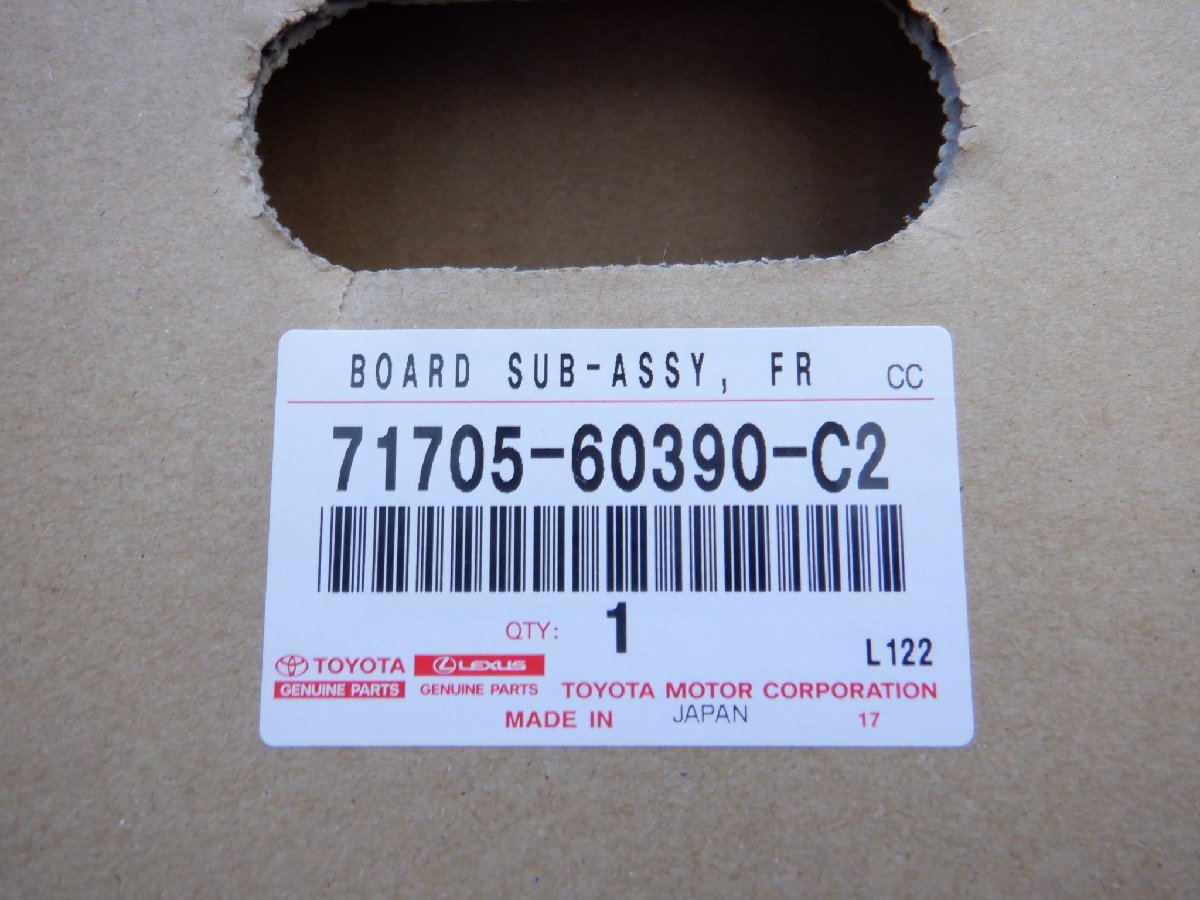 BOARD SUB-ASSY, FR CC
71705-60390-C2
QTY: 1
L122
TOYOTA LEXUS
GENUINE PARTS GENUINE PARTS TOYOTA MOTOR CORPORATION
MADE IN JAPAN 17